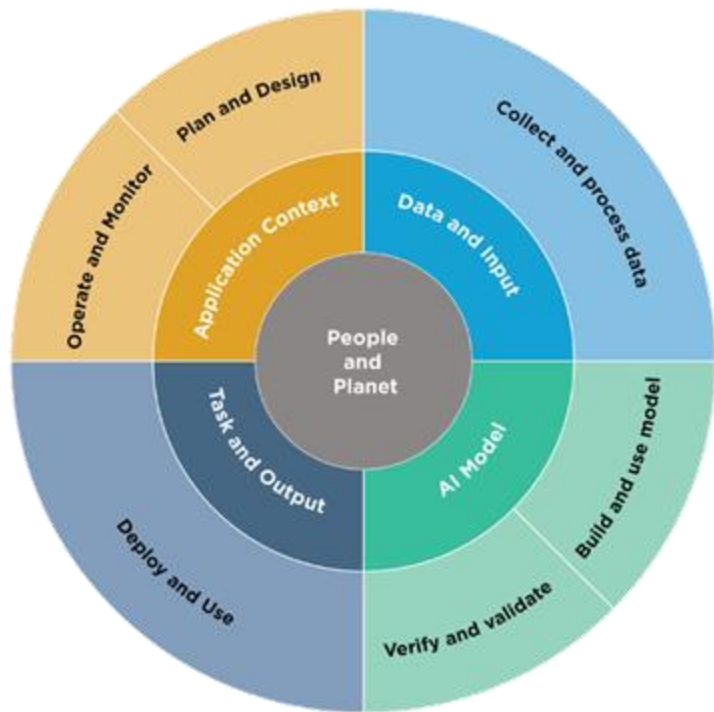 Plan and Design
Collect and process data
Operate and Monitor
Application Context
Data and Input
People
and
Planet
Task and Output
AI Model
Build and use model
Deploy and Use
Verify and validate